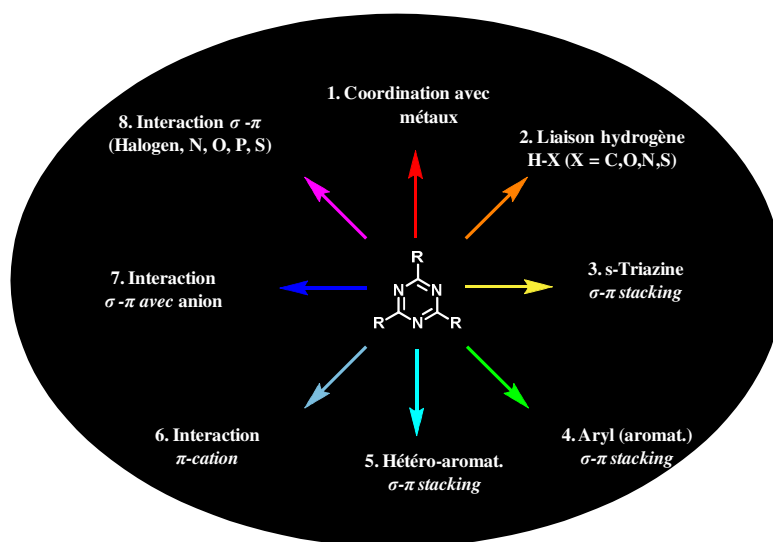 1. Coordination avec
métaux
2. Liaison hydrogène
H-X (X = C,O,N,S)
3. s-Triazine
σ-π stacking
4. Aryl (aromat.)
σ-π stacking
5. Hétéro-aromat.
σ-π stacking
6. Interaction
π-cation
7. Interaction
σ -π avec anion
8. Interaction σ -π
(Halogen, N, O, P, S)
R
N N
R N R